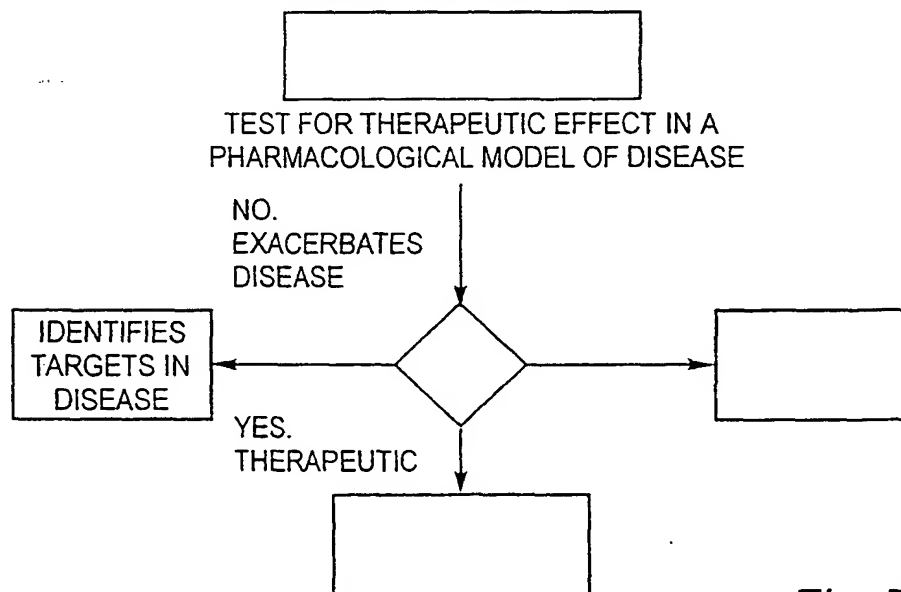 TEST FOR THERAPEUTIC EFFECT IN A
PHARMACOLOGICAL MODEL OF DISEASE
NO.
EXACERBATES
DISEASE
IDENTIFIES
TARGETS IN
DISEASE
YES.
THERAPEUTIC